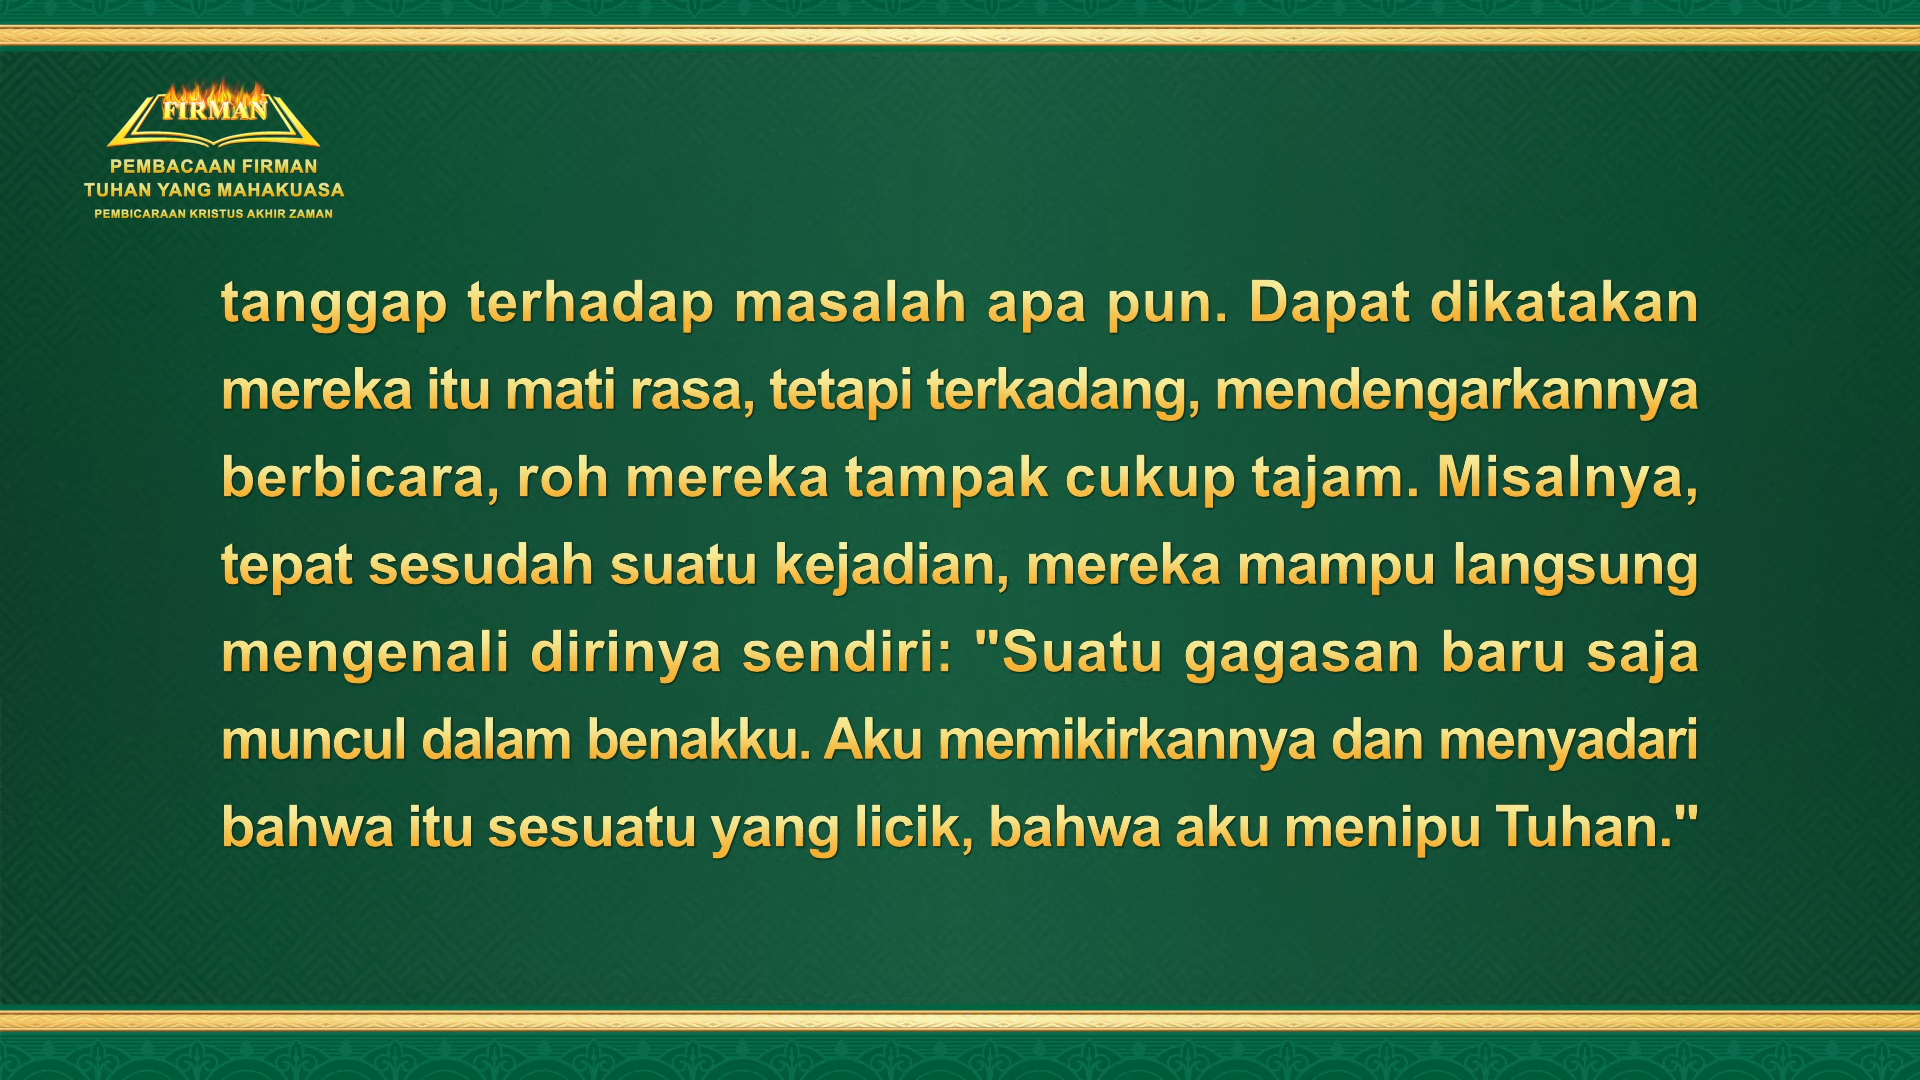 FIRMAN
PEMBACAAN FIRMAN
TUHAN YANG MAHAKUASA
PEMBICARAAN KRISTUS AKHIR ZAMAN
tanggap terhadap masalah apa pun. Dapat dikatakan
mereka itu mati rasa, tetapi terkadang, mendengarkannya
berbicara, roh mereka tampak cukup tajam. Misalnya,
tepat sesudah suatu kejadian, mereka mampu langsung
mengenali dirinya sendiri: "Suatu gagasan baru saja
muncul dalam benakku. Aku memikirkannya dan menyadari
bahwa itu sesuatu yang licik, bahwa aku menipu Tuhan."